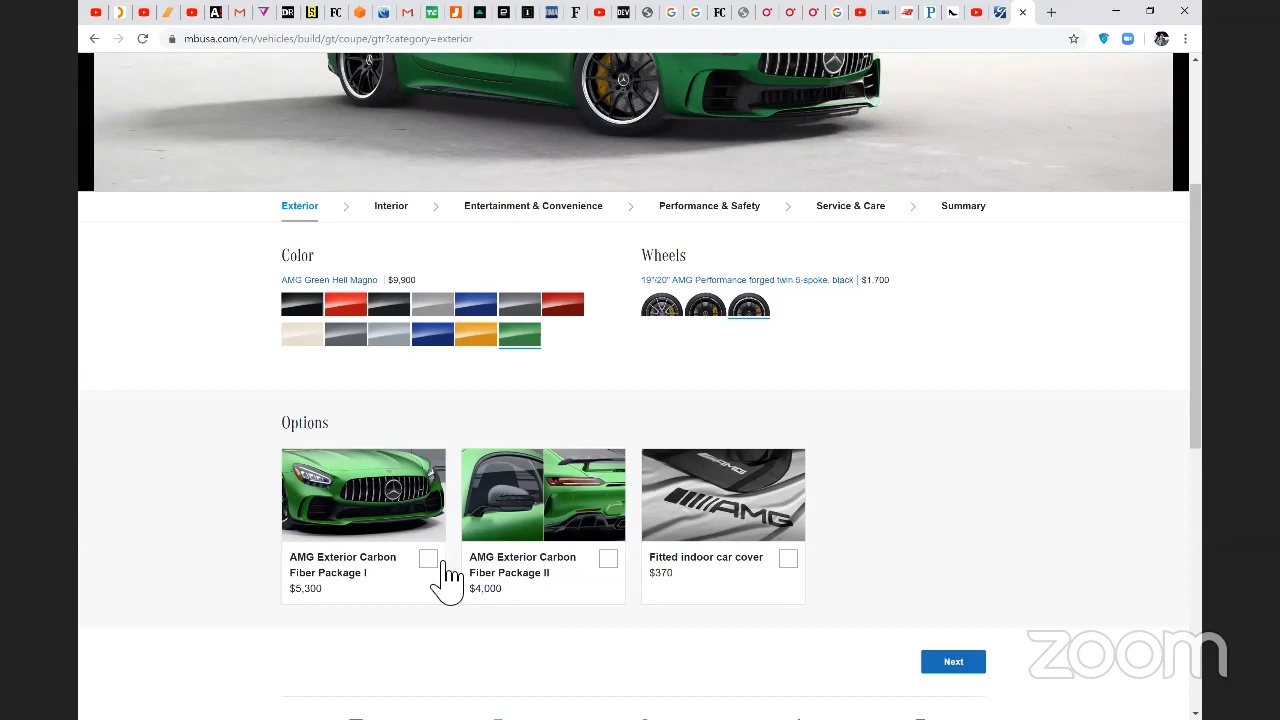 mbusa.com/en/vehicles/build/gt/coupe/gtr?category=exterior
Exterior
Interior
Entertainment & Convenience
Performance & Safety
Service & Care
Summary
Color
AMG Green Hell Magno | $9,900
Wheels
19"/20" AMG Performance forged twin 5-spoke, black | $1,700
Options
AMG
AMG
AMG Exterior Carbon
Fiber Package I
$5,300
AMG Exterior Carbon
Fiber Package II
$4,000
Fitted indoor car cover
$370
Next
zoom